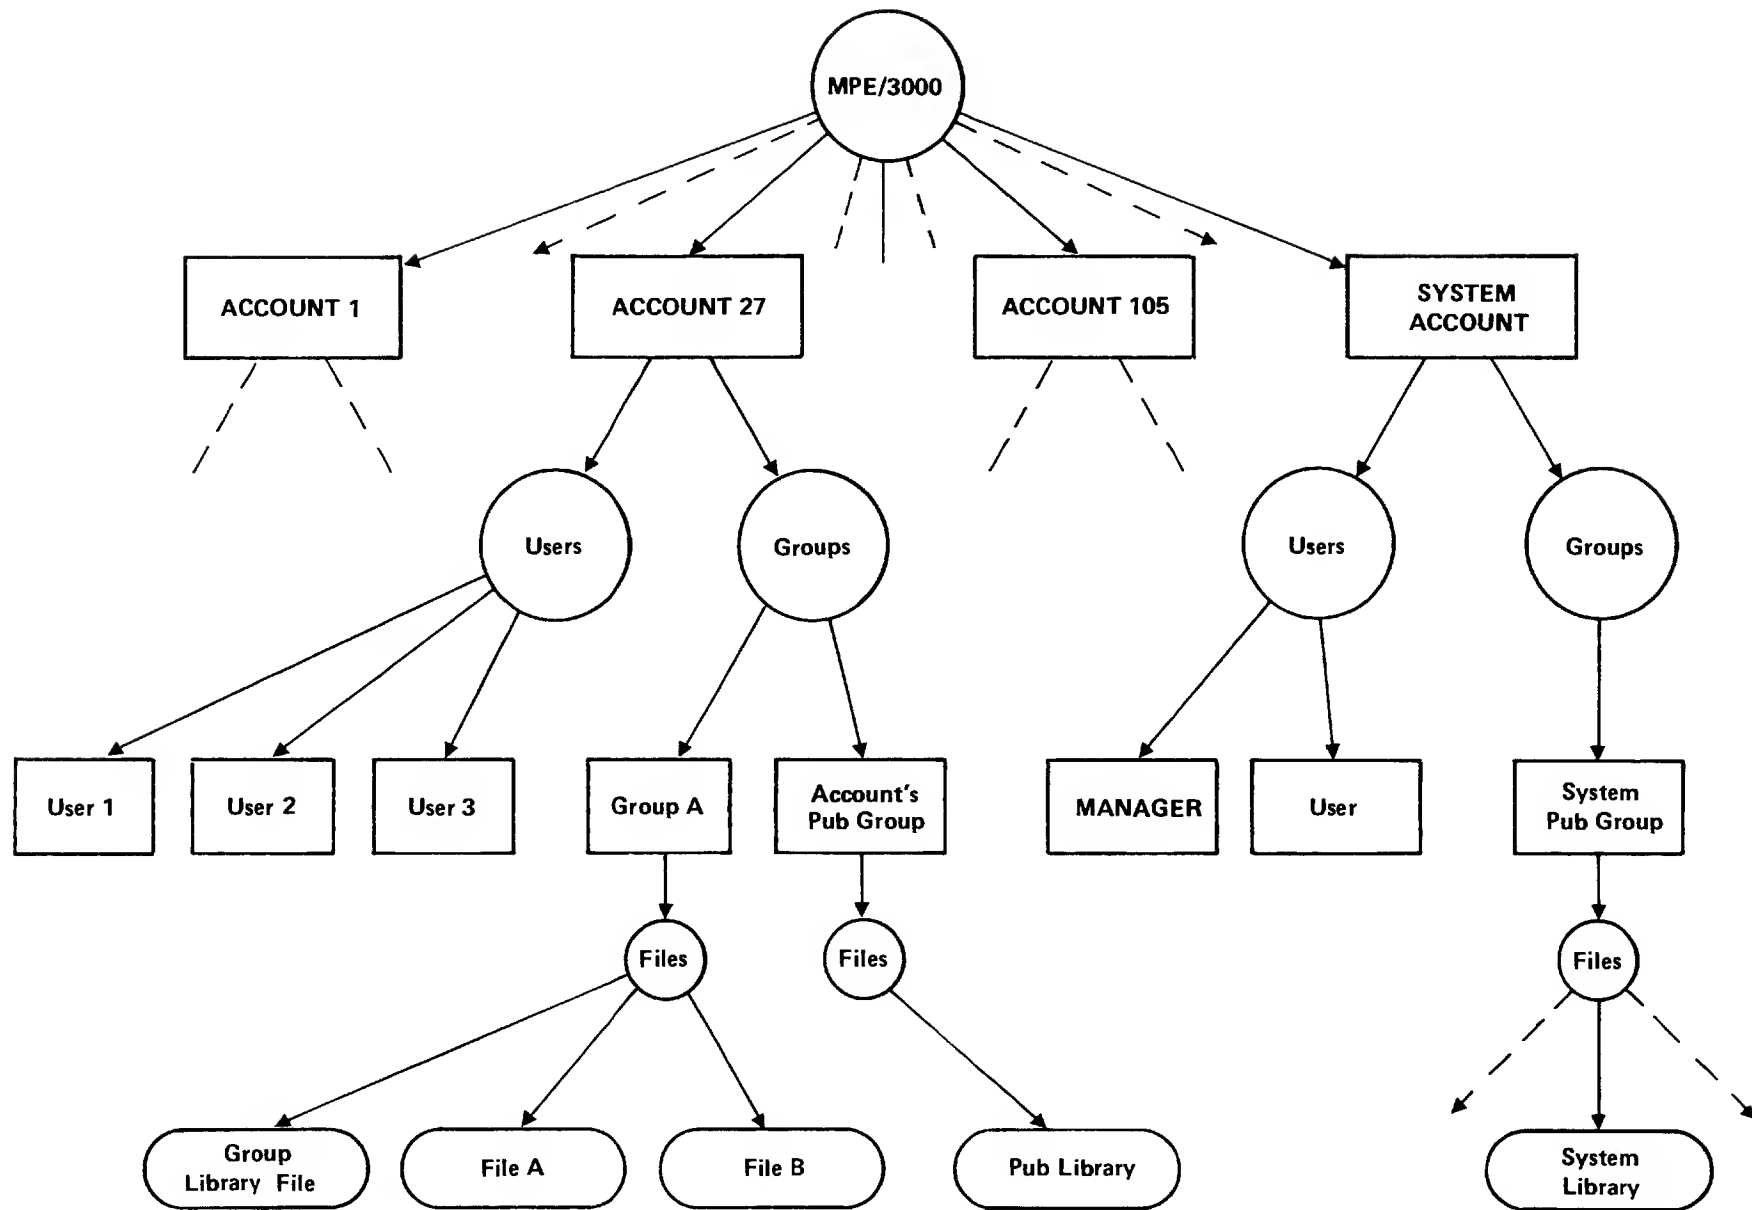 MPE/3000
ACCOUNT 1
ACCOUNT 27
ACCOUNT 105
SYSTEM
ACCOUNT
Users
Groups
Users
Groups
User 1
User 2
User 3
Group A
Account's
Pub Group
MANAGER
User
System
Pub Group
Files
Files
Files
Group
Library File
File A
File B
Pub Library
System
Library